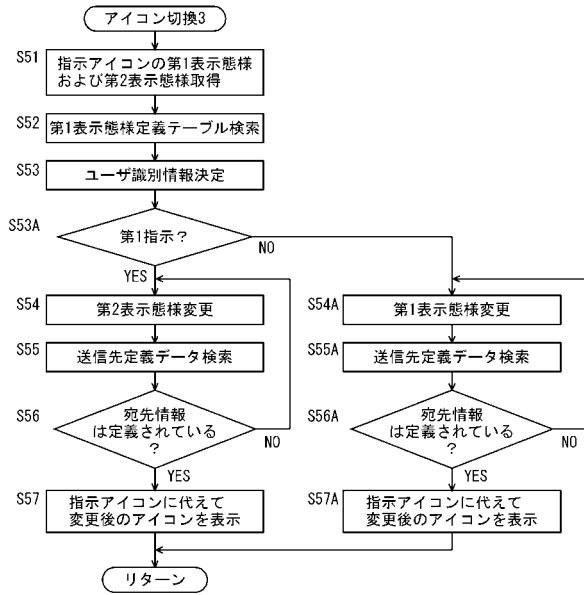 アイコン切換3
S51
指示アイコンの第1表示態様
および第2表示態様取得
S52
第1表示態様定義テーブル検索
S53
ユーザ識別情報決定
S53A
第1指示？
NO
YES
S54
第2表示態様変更
S55
送信先定義データ検索
S56
宛先情報
は定義されている
？
NO
YES
S57
指示アイコンに代えて
変更後のアイコンを表示
S54A
第1表示態様変更
S55A
送信先定義データ検索
S56A
宛先情報
は定義されている
？
NO
YES
S57A
指示アイコンに代えて
変更後のアイコンを表示
リターン